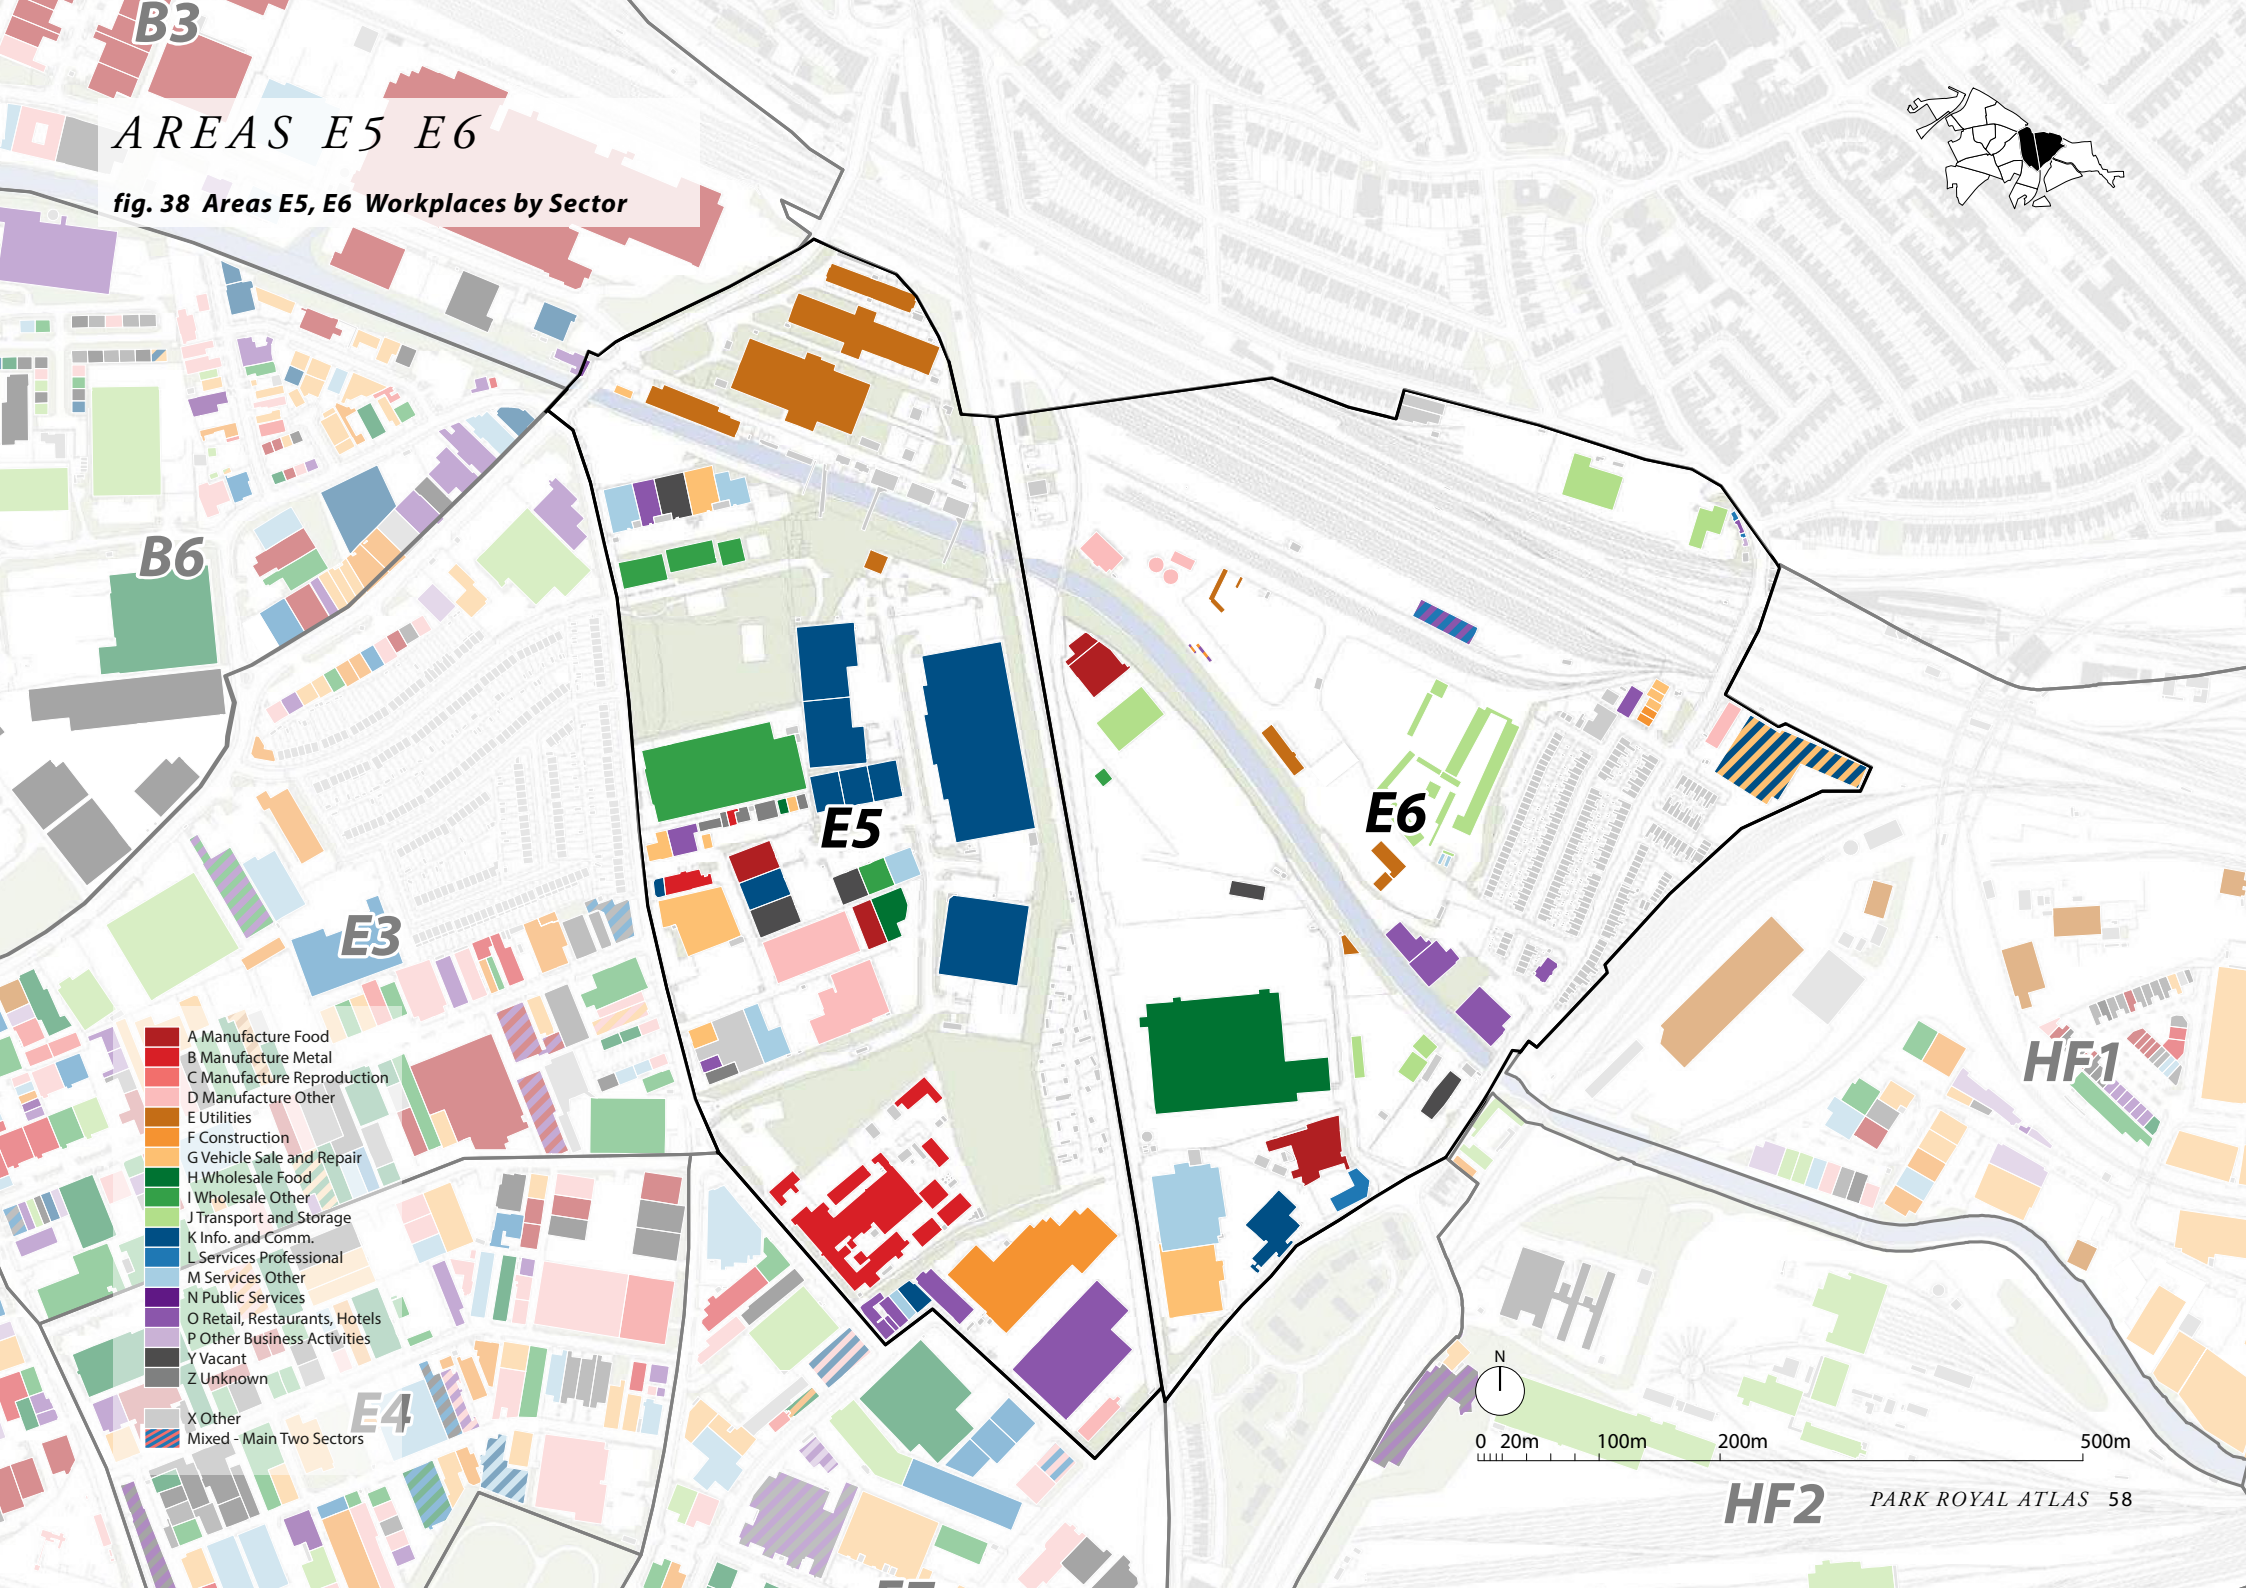 B3
AREAS E5 E6
fig. 38 Areas E5, E6 Workplaces by Sector
B6
E5
E6
E3
HF1
A Manufacture Food
B Manufacture Metal
C Manufacture Reproduction
D Manufacture Other
E Utilities
F Construction
G Vehicle Sale and Repair
H Wholesale Food
I Wholesale Other
J Transport and Storage
K Info. and Comm.
L Services Professional
M Services Other
N Public Services
O Retail, Restaurants, Hotels
P Other Business Activities
Y Vacant
Z Unknown
X Other
Mixed - Main Two Sectors
E4
N
0 20m 100m 200m 500m
HF2
PARK ROYAL ATLAS 58